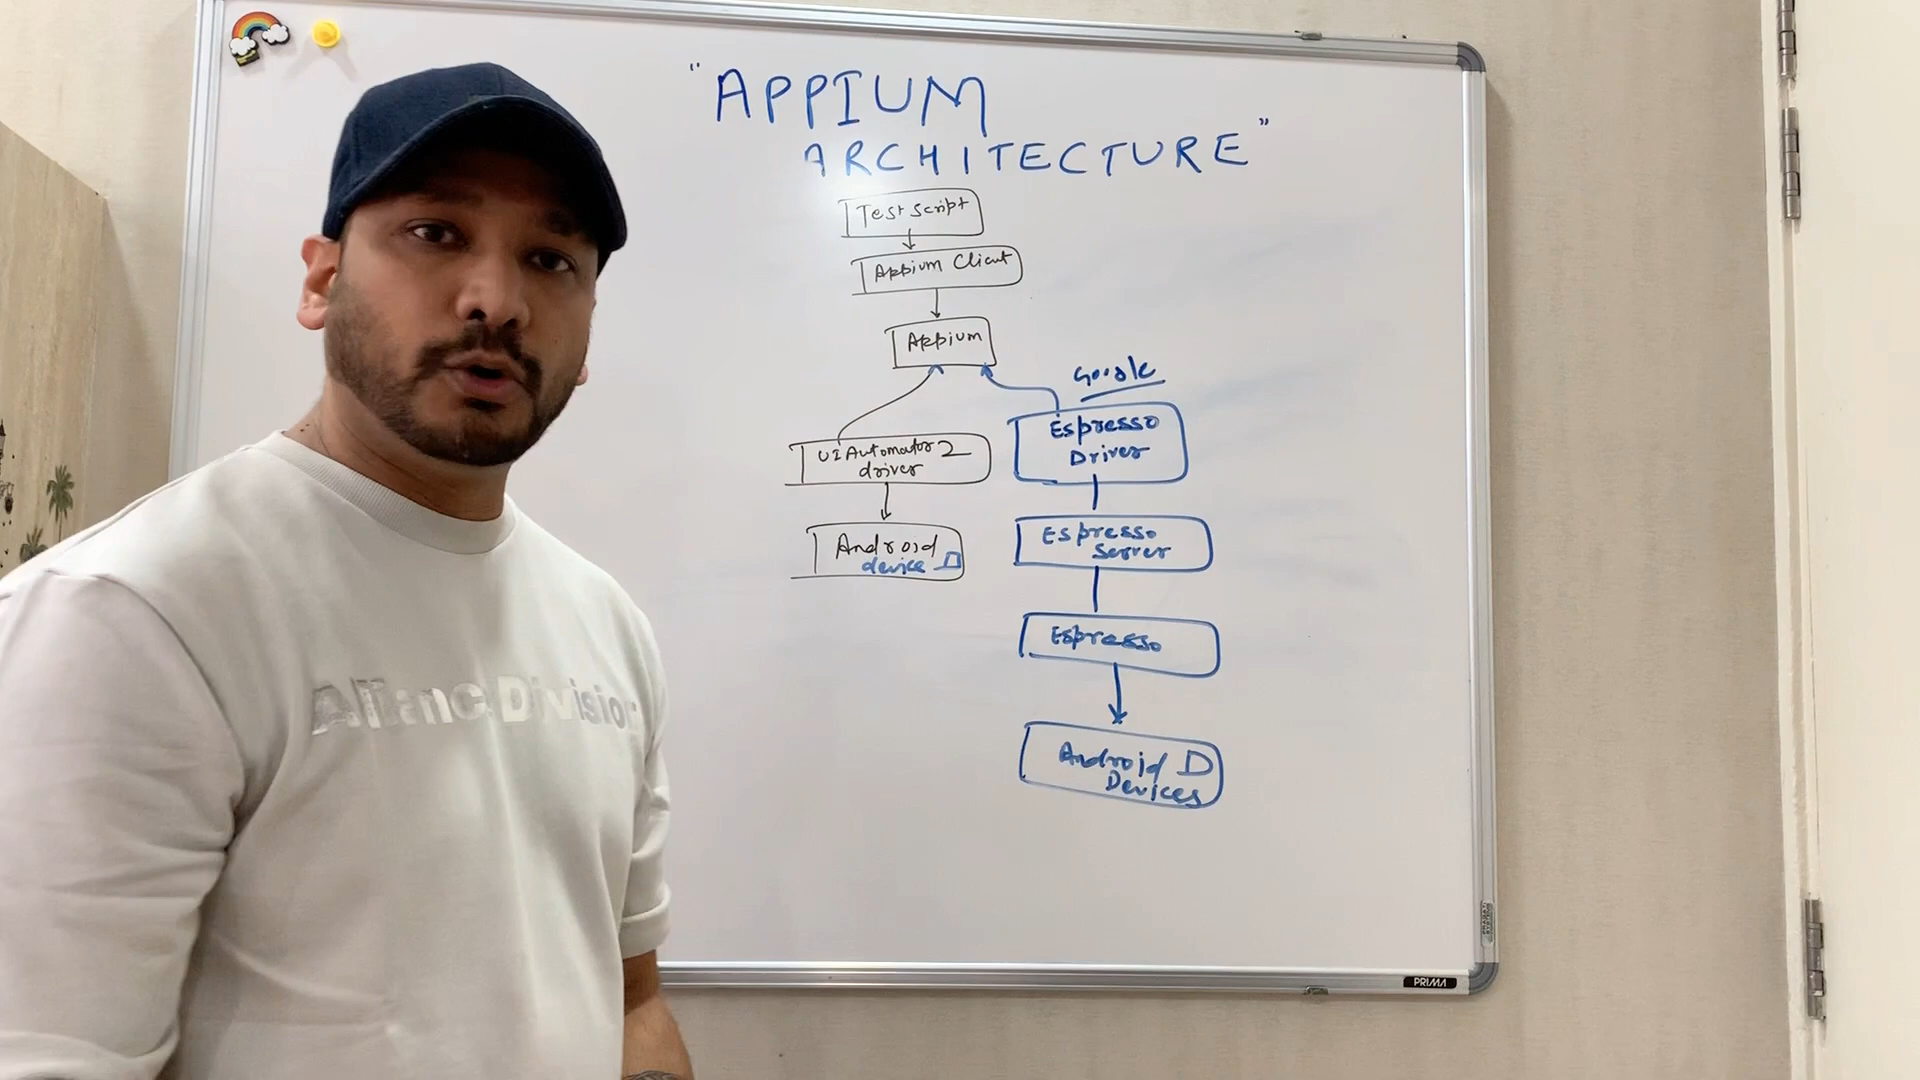 "APPIUM
ARCHITECTURE"
Test Script
Appium Client
Appium
Google
UIAutomator2
driver
Espresso
Driver
Android
device
Espresso
Server
Espresso
Android
Devices
Division
PRIMA